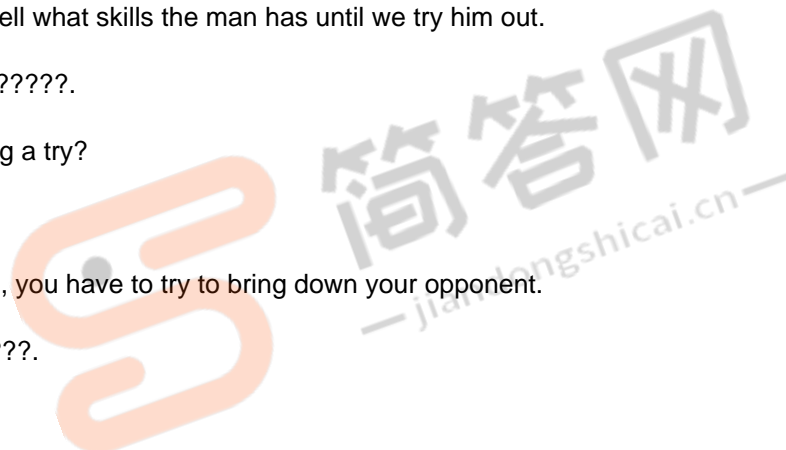 ell what skills the man has until we try him out.
?????.
g a try?
简答网
jiandongshicai.cn
, you have to try to bring down your opponent.
??.